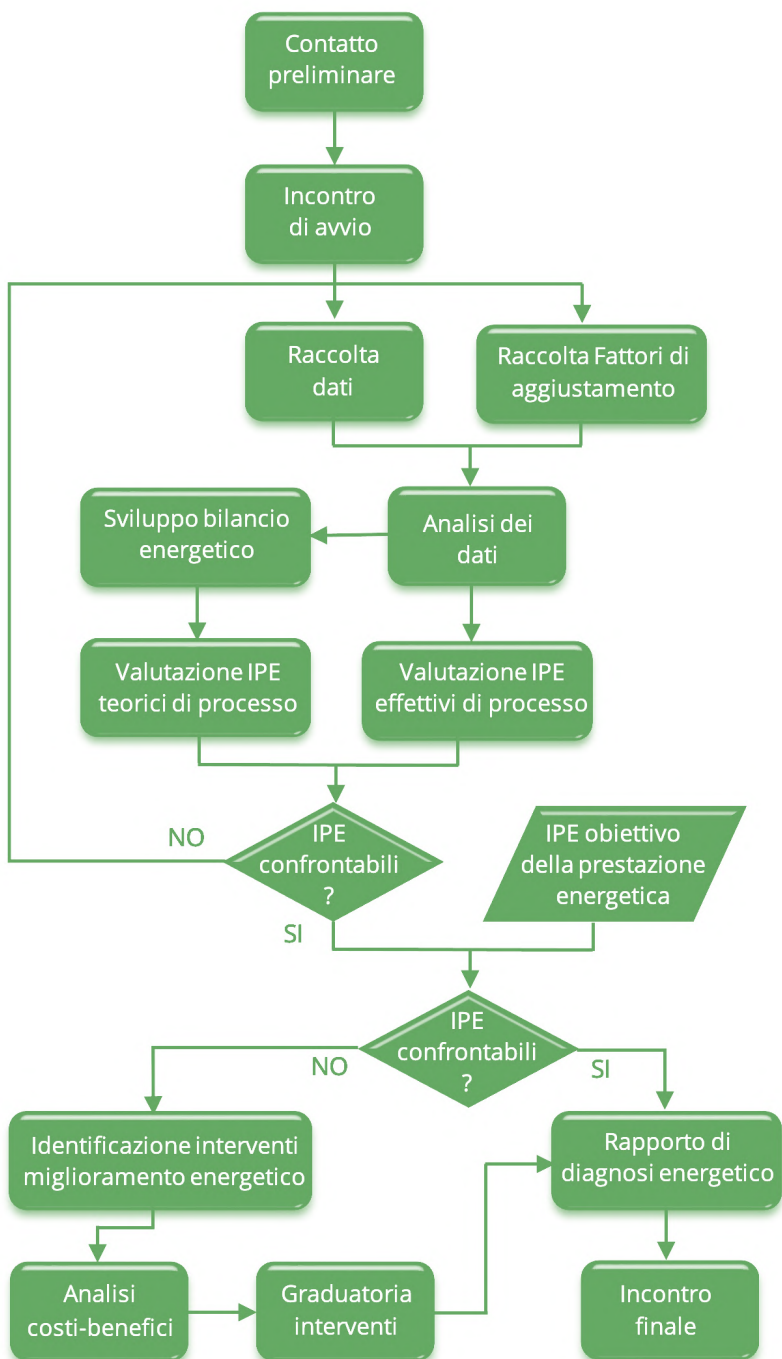 Contatto
preliminare
Incontro
di avvio
Raccolta
dati
Raccolta Fattori di
aggiustamento
Sviluppo bilancio
energetico
Analisi dei
dati
Valutazione IPE
teorici di processo
Valutazione IPE
effettivi di processo
NO
IPE
confrontabili
?
IPE obiettivo
della prestazione
energetica
SI
IPE
confrontabili
?
NO
SI
Identificazione interventi
miglioramento energetico
Rapporto di
diagnosi energetico
Analisi
costi-benefici
Graduatoria
interventi
Incontro
finale